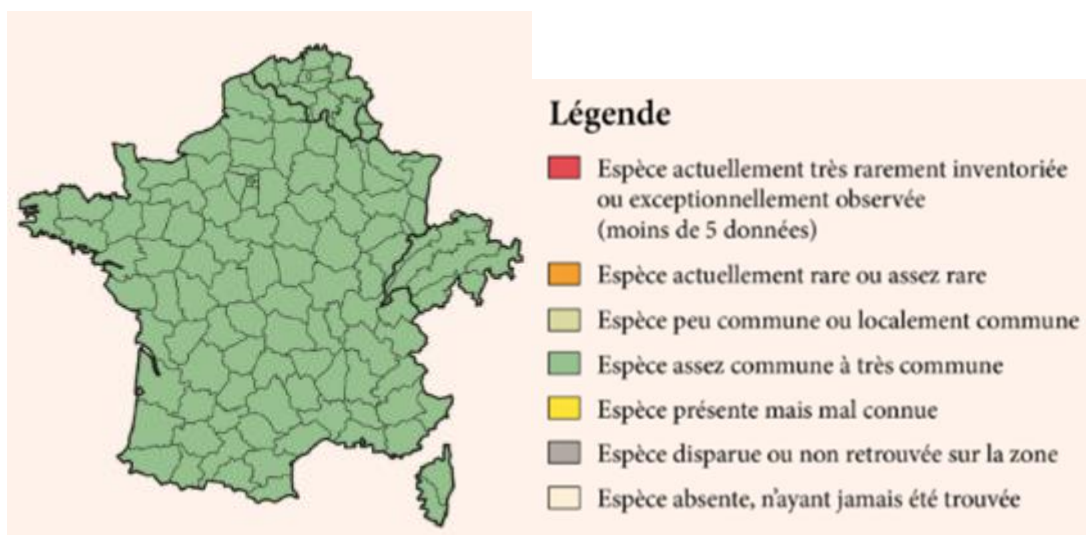 Légende
Espèce actuellement très rarement inventoriée
ou exceptionnellement observée
(moins de 5 données)
Espèce actuellement rare ou assez rare
Espèce peu commune ou localement commune
Espèce assez commune à très commune
Espèce présente mais mal connue
Espèce disparue ou non retrouvée sur la zone
Espèce absente, n'ayant jamais été trouvée